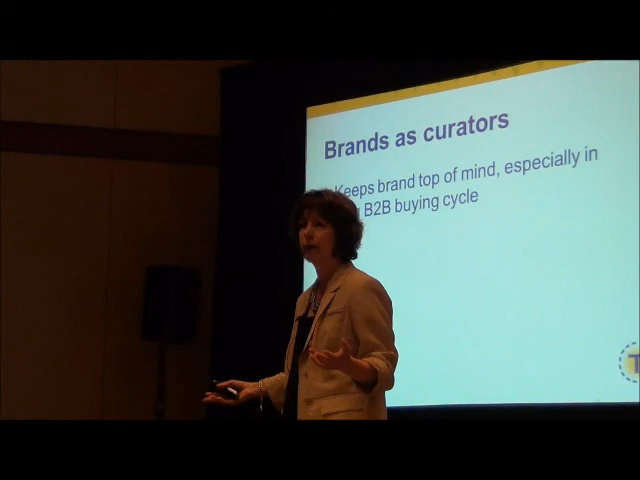 Brands as curators
Keeps brand top of mind, especially in
B2B buying cycle
T